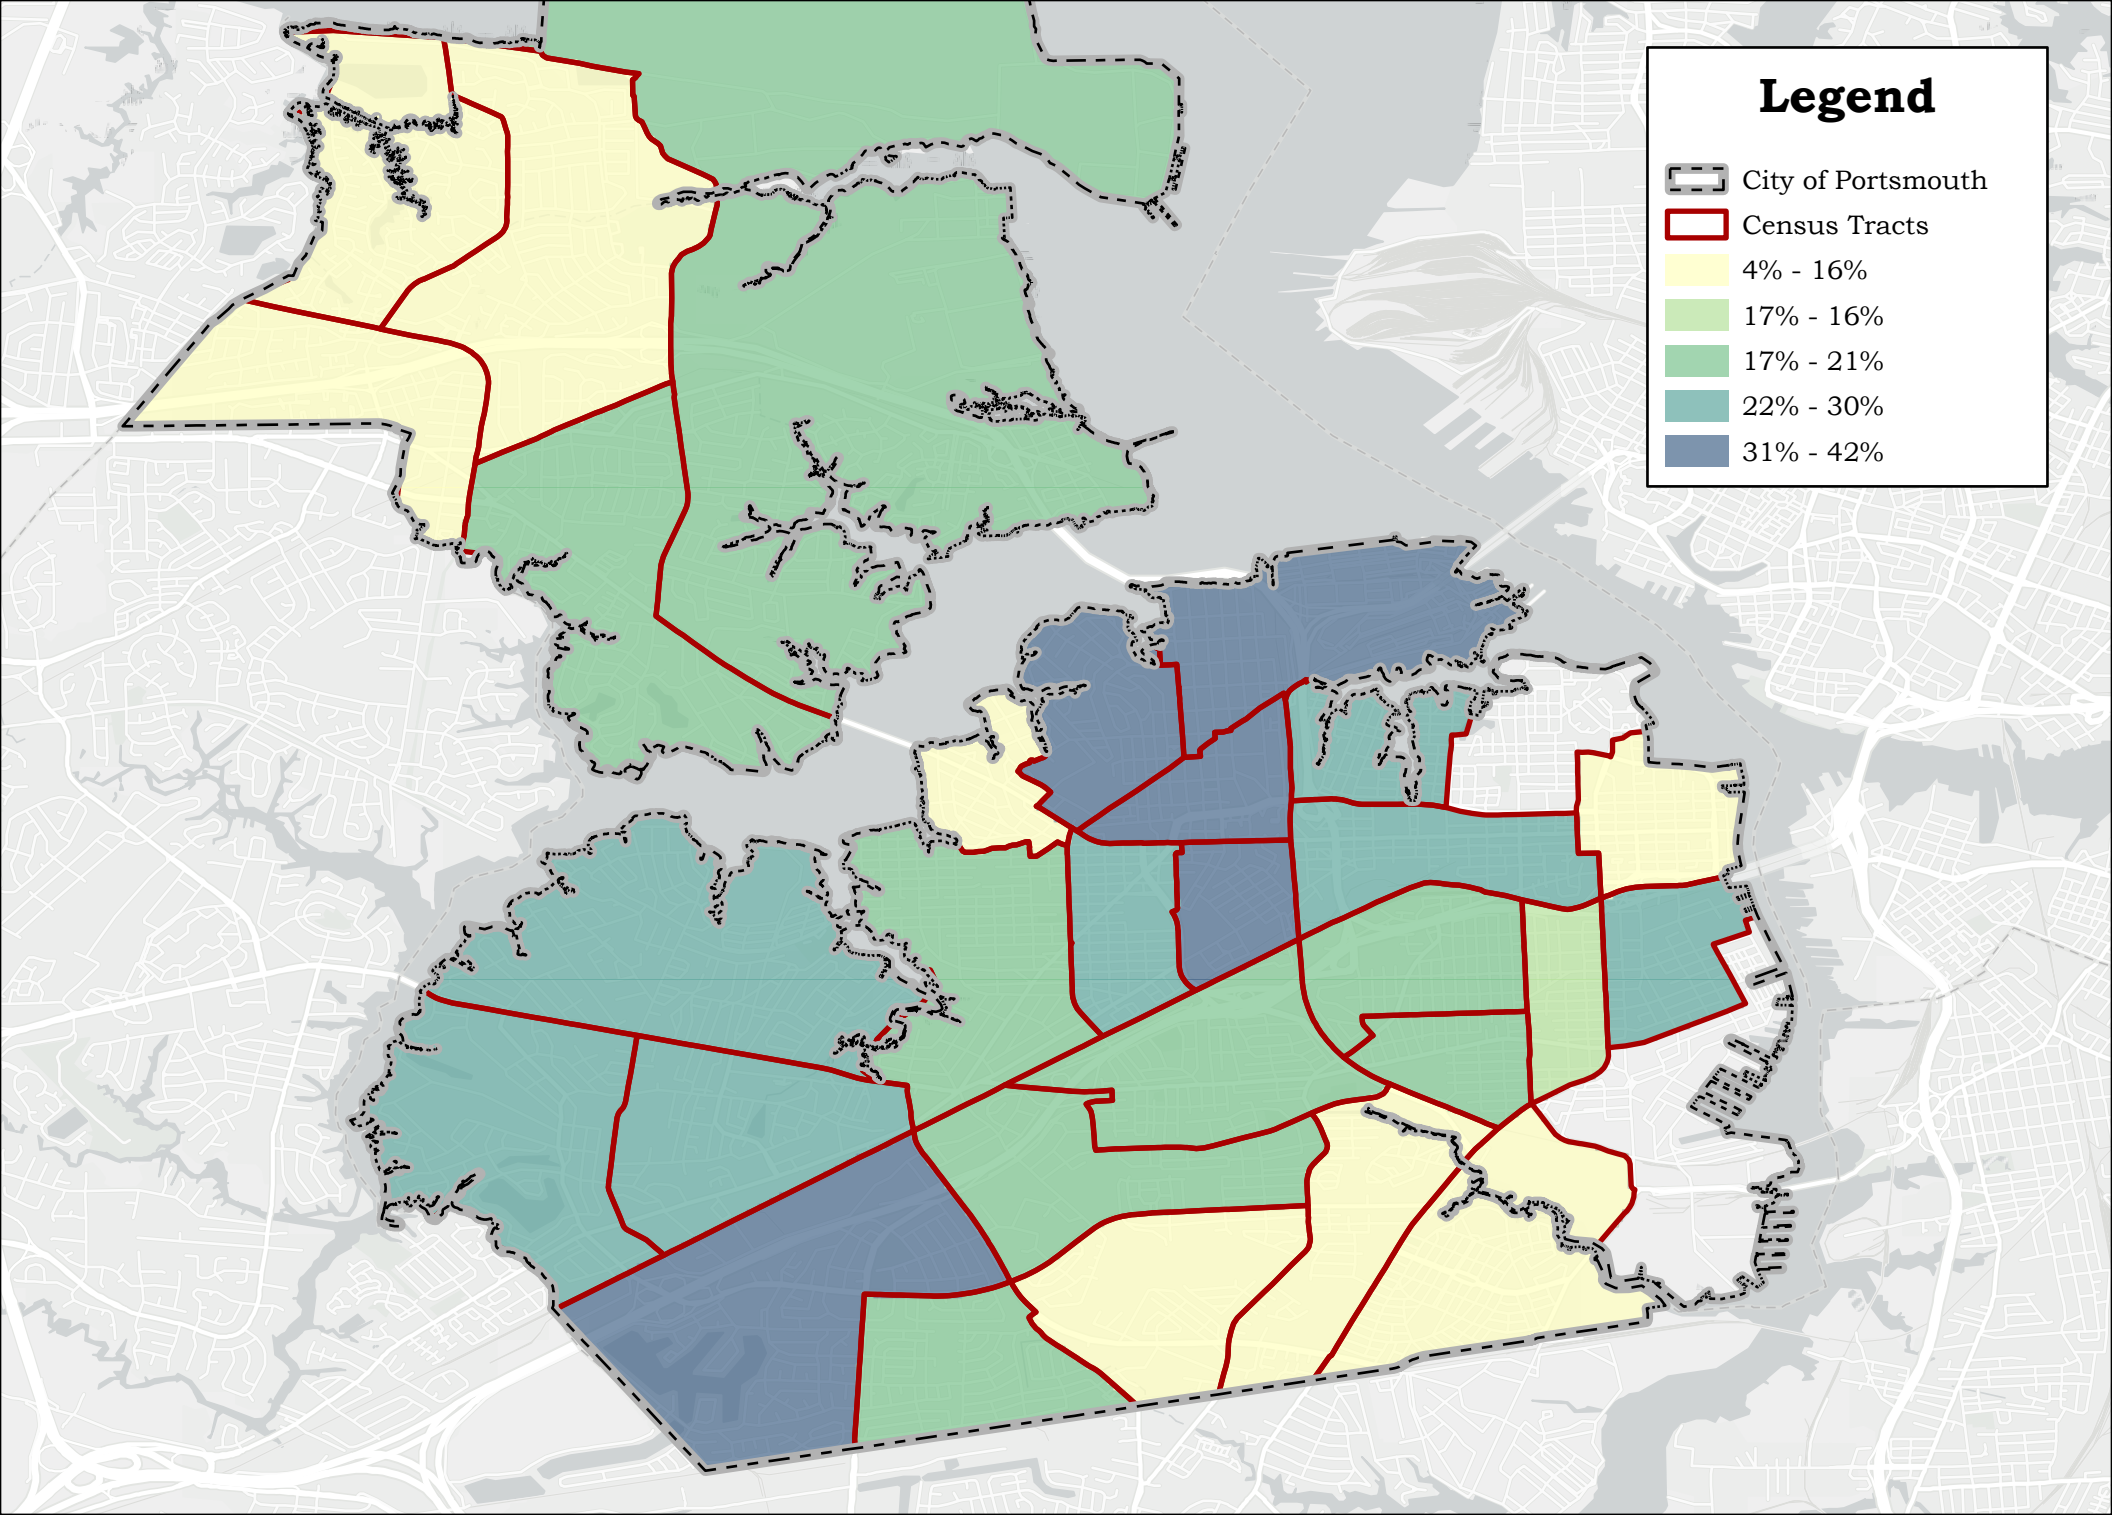 Legend
City of Portsmouth
Census Tracts
4% - 16%
17% - 16%
17% - 21%
22% - 30%
31% - 42%